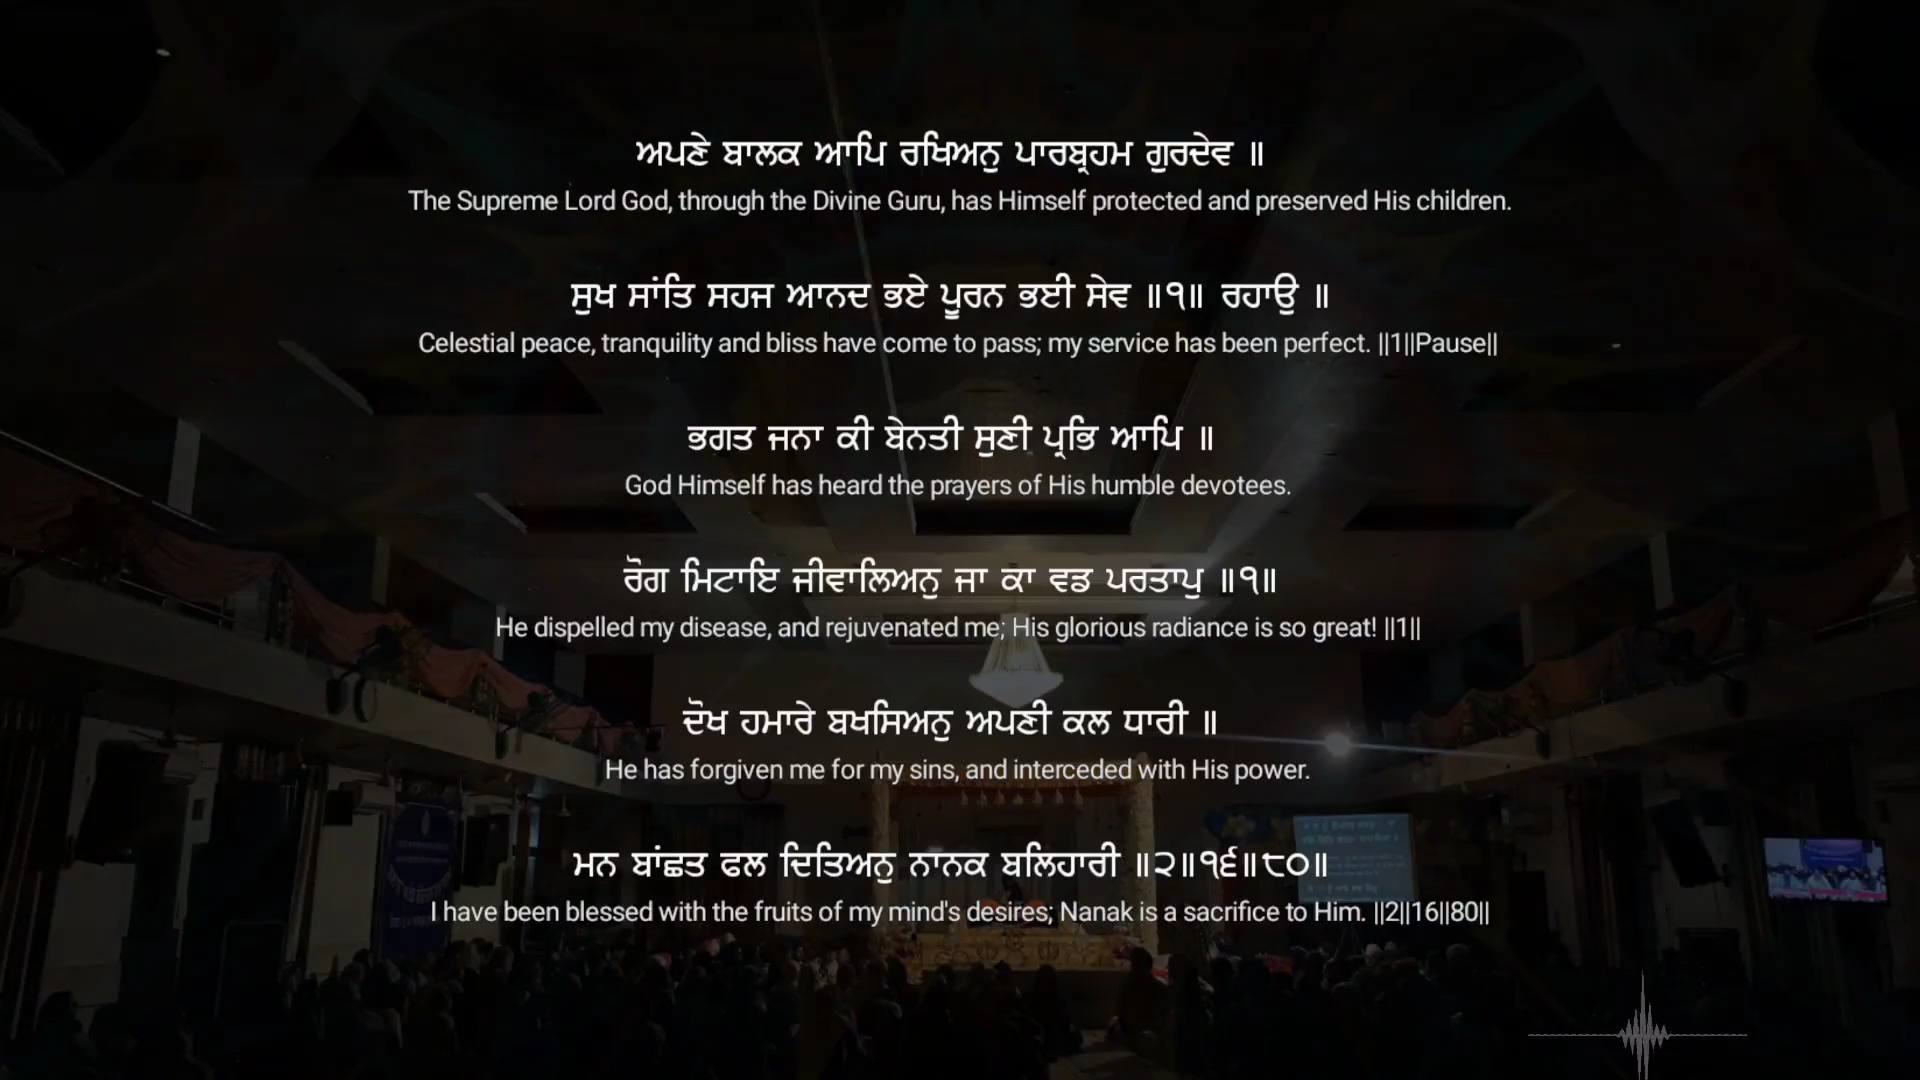 ਅਪਣੇ ਬਾਲਕ ਆਪਿ ਰਖਿਅਨੁ ਪਾਰਬ੍ਰਹਮ ਗੁਰਦੇਵ ॥
The Supreme Lord God, through the Divine Guru, has Himself protected and preserved His children.
ਸੁਖ ਸਾਂਤਿ ਸਹਜ ਆਨਦ ਭਏ ਪੂਰਨ ਭਈ ਸੇਵ ॥੧॥ ਰਹਾਉ ॥
Celestial peace, tranquility and bliss have come to pass; my service has been perfect. ||1||Pause||
ਭਗਤ ਜਨਾ ਕੀ ਬੇਨਤੀ ਸੁਣੀ ਪ੍ਰਭਿ ਆਪਿ ॥
God Himself has heard the prayers of His humble devotees.
ਰੋਗ ਮਿਟਾਇ ਜੀਵਾਲਿਅਨੁ ਜਾ ਕਾ ਵਡ ਪਰਤਾਪੁ ॥੧॥
He dispelled my disease, and rejuvenated me; His glorious radiance is so great! ||1||
ਦੋਖ ਹਮਾਰੇ ਬਖਸਿਅਨੁ ਅਪਣੀ ਕਲ ਧਾਰੀ ॥
He has forgiven me for my sins, and interceded with His power.
ਮਨ ਬਾਂਛਤ ਫਲ ਦਿਤਿਅਨੁ ਨਾਨਕ ਬਲਿਹਾਰੀ ॥੨॥੧੬॥੮੦॥
I have been blessed with the fruits of my mind's desires; Nanak is a sacrifice to Him. ||2||16||80||